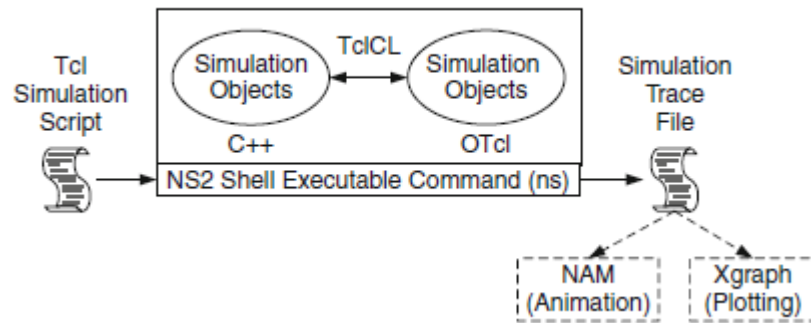 Tcl
Simulation
Script
TclCL
Simulation
Objects
Simulation
Objects
C++
OTcl
NS2 Shell Executable Command (ns)
Simulation
Trace
File
NAM
(Animation)
Xgraph
(Plotting)